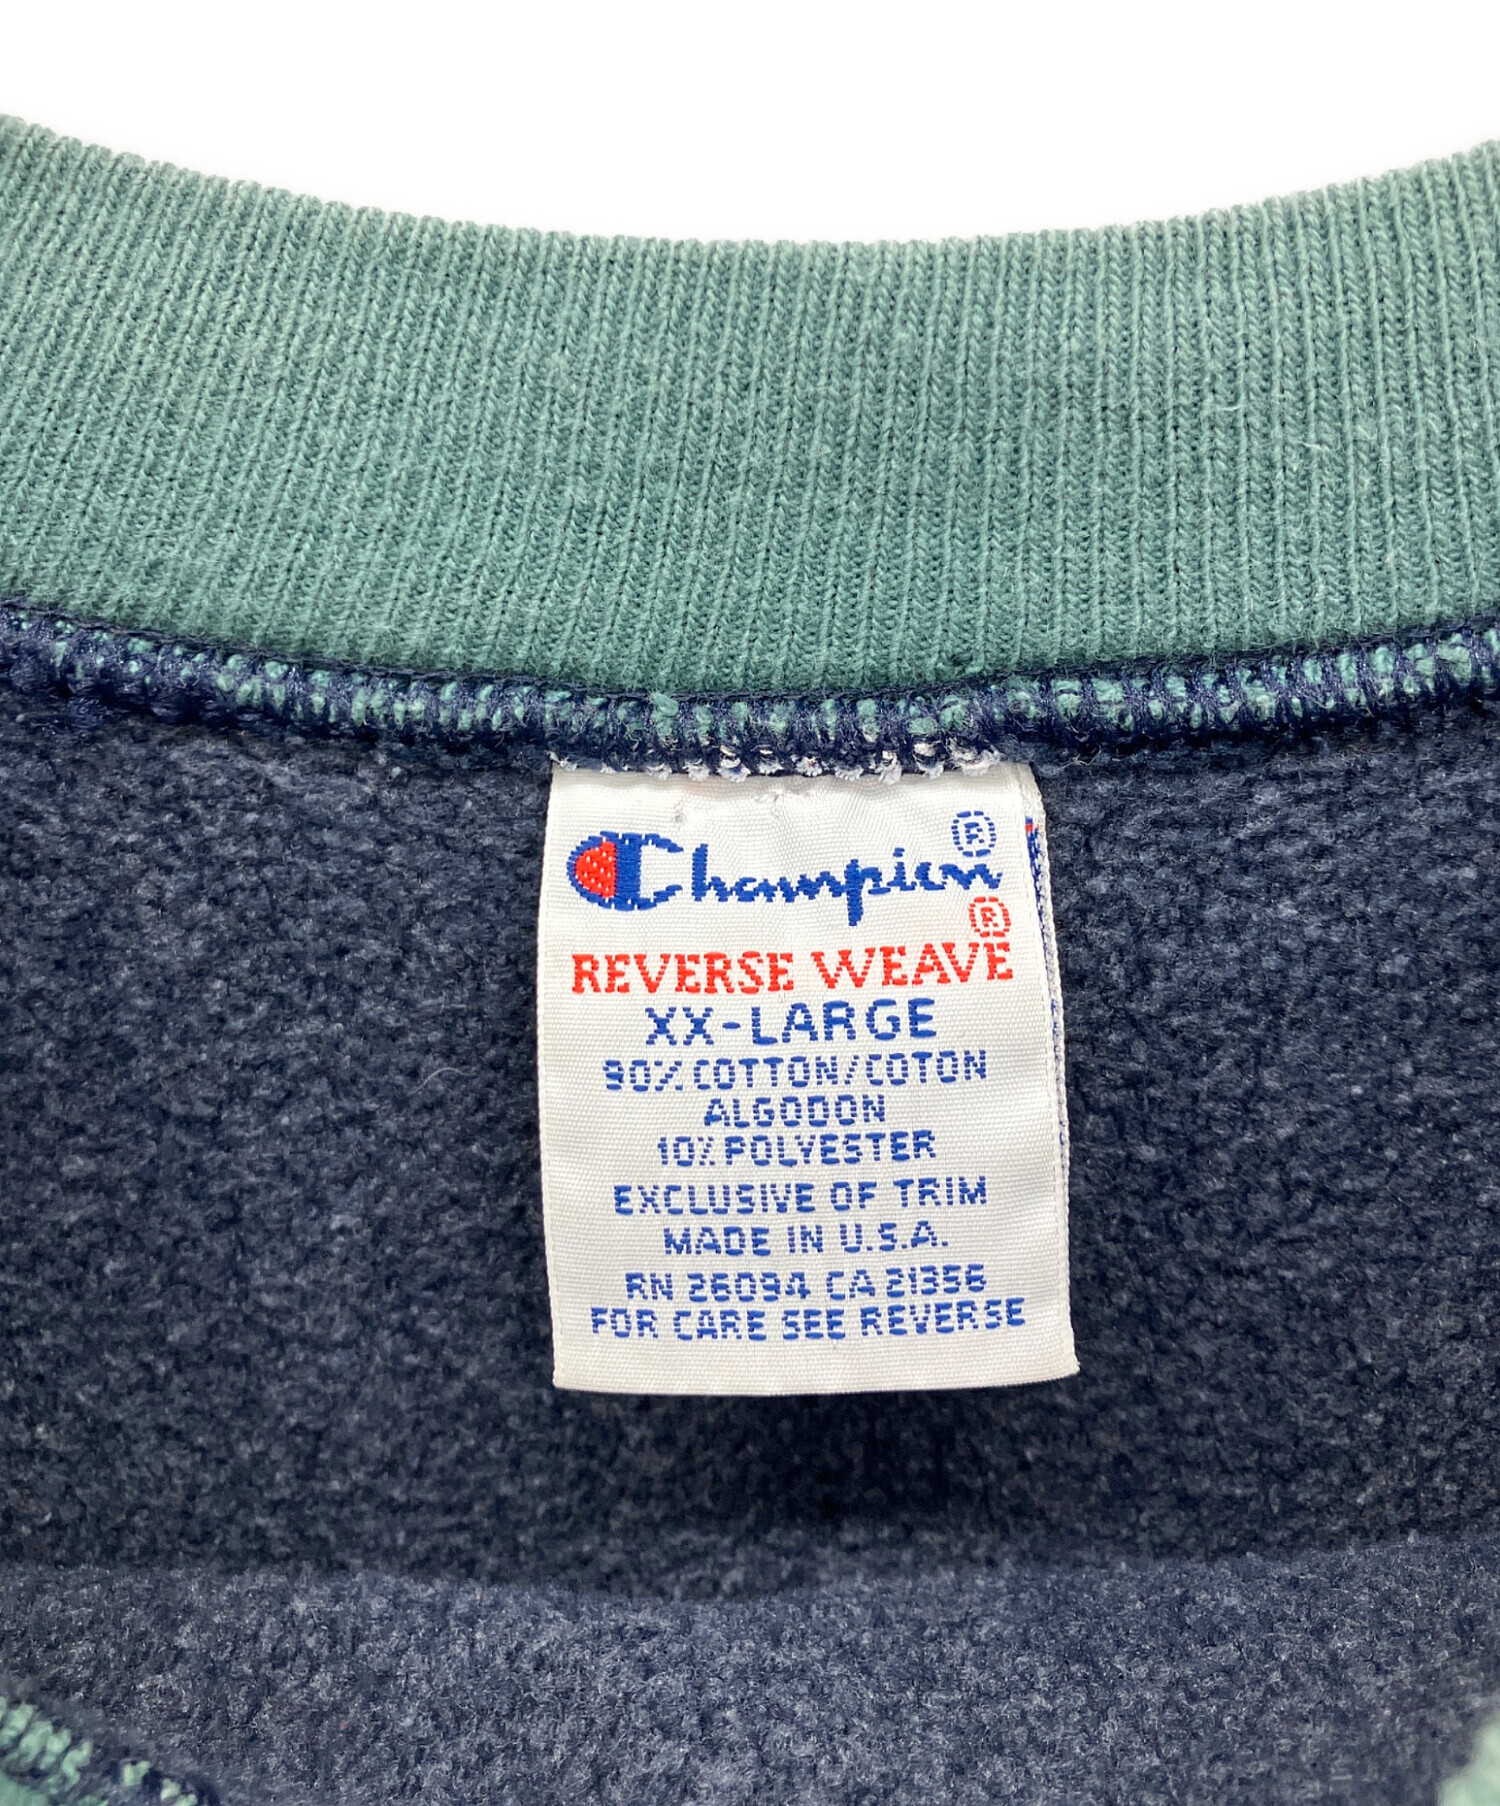 Champion®
REVERSE WEAVE®
XX-LARGE
90% COTTON/COTON
ALGODON
10% POLYESTER
EXCLUSIVE OF TRIM
MADE IN U.S.A.
RN 26094 CA 21356
FOR CARE SEE REVERSE